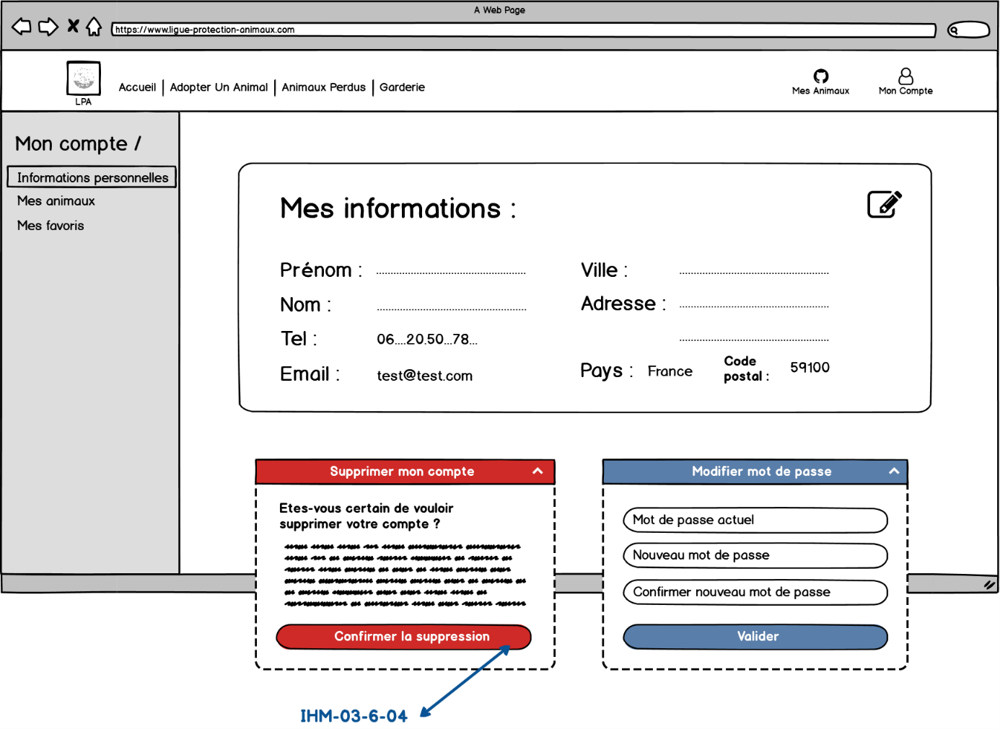 A Web Page
https://www.ligue-protection-animaux.com
LPA
Accueil | Adopter Un Animal | Animaux Perdus | Garderie
Mes Animaux
Mon Compte
Mon compte /
Informations personnelles
Mes animaux
Mes favoris
Mes informations :
Prénom :
Nom :
Tel : 06....20.50...78...
Email : test@test.com
Ville :
Adresse :
Pays : France
Code
postal : 59100
Supprimer mon compte
Etes-vous certain de vouloir
supprimer votre compte ?
Confirmer la suppression
Modifier mot de passe
Mot de passe actuel
Nouveau mot de passe
Confirmer nouveau mot de passe
Valider
IHM-03-6-04